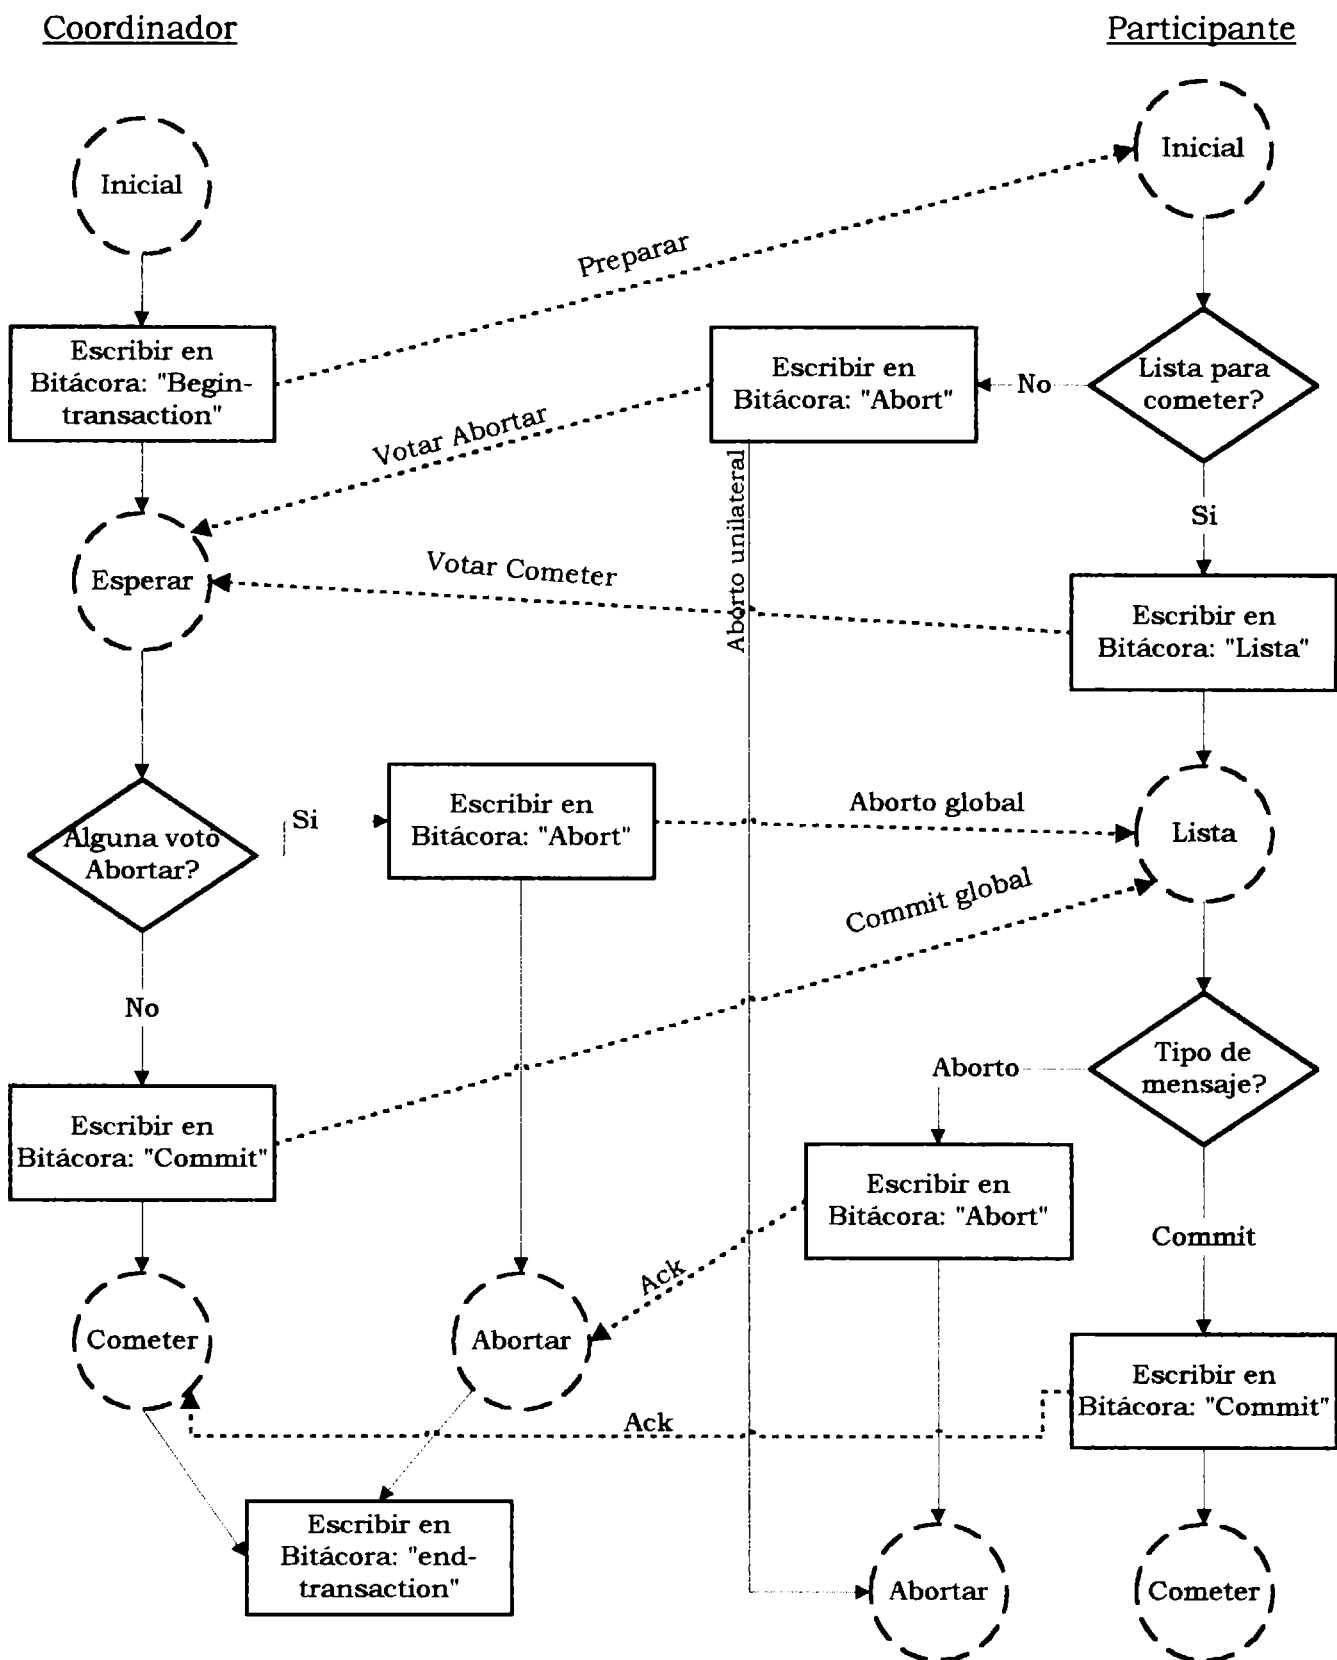 Coordinador
Participante
Inicial
Inicial
Preparar
Escribir en
Bitácora: "Begin-
transaction"
Escribir en
Bitácora: "Abort"
No
Lista para
cometer?
Votar Abortar
Aborto unilateral
Si
Esperar
Votar Cometer
Escribir en
Bitácora: "Lista"
Alguna votó
Abortar?
Si
Escribir en
Bitácora: "Abort"
Aborto global
Lista
Commit global
No
Aborto
Tipo de
mensaje?
Escribir en
Bitácora: "Commit"
Escribir en
Bitácora: "Abort"
Commit
Ack
Cometer
Abortar
Escribir en
Bitácora: "Commit"
Ack
Escribir en
Bitácora: "end-
transaction"
Abortar
Cometer